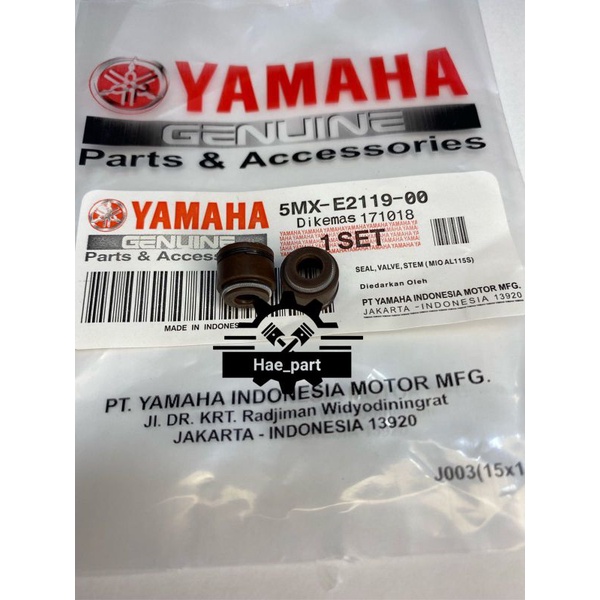 YAMAHA
GENUINE
Parts & Accessories
YAMAHA
GENUINE
Parts & Access
MADE IN INDONES
5MX-E2119-00
Dikemas 171018
1 SET
SEAL, VALVE, STEM ( MIO AL115S)
Diedarkan Oleh
PT YAMAHA INDONESIA MOTOR MFG.
JAKARTA - INDONESIA 13920
Hae_part
PT. YAMAHA INDONESIA MOTOR MFG.
Jl. DR. KRT. Radjiman Widyodiningrat
JAKARTA - INDONESIA 13920
J003(15x1